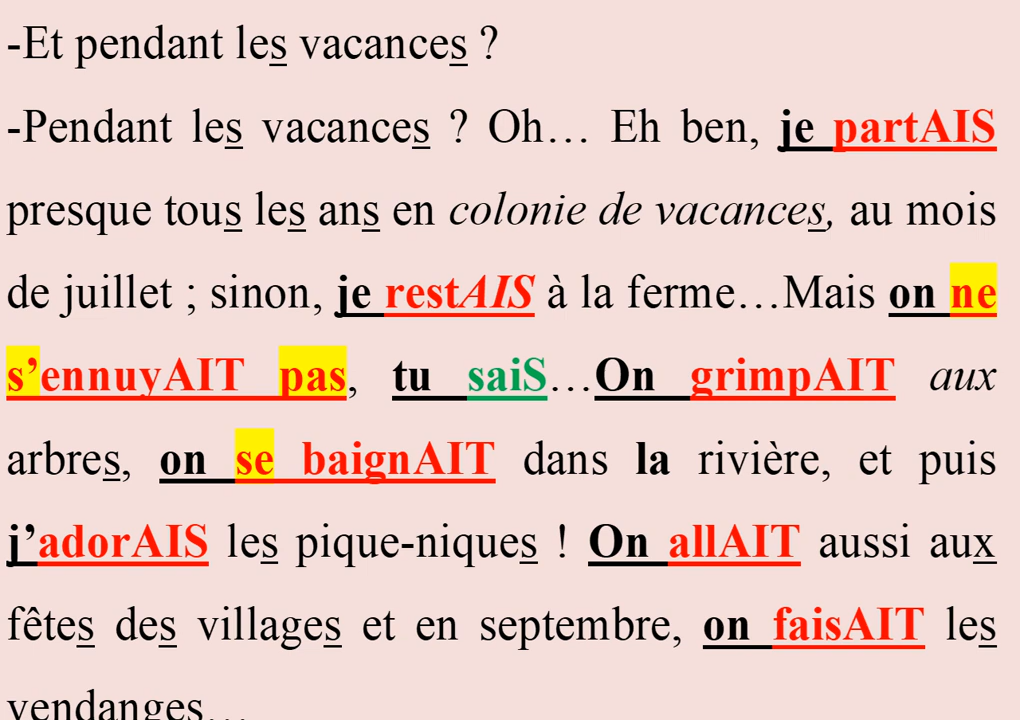 -Et pendant les vacances ?
-Pendant les vacances ? Oh… Eh ben, je partAIS
presque tous les ans en colonie de vacances, au mois
de juillet ; sinon, je restAIS à la ferme…Mais on ne
s’ennuyAIT pas, tu saiS…On grimpAIT aux
arbres, on se baignAIT dans la rivière, et puis
j’adorAIS les pique-niques ! On allAIT aussi aux
fêtes des villages et en septembre, on faisAIT les
vendanges…